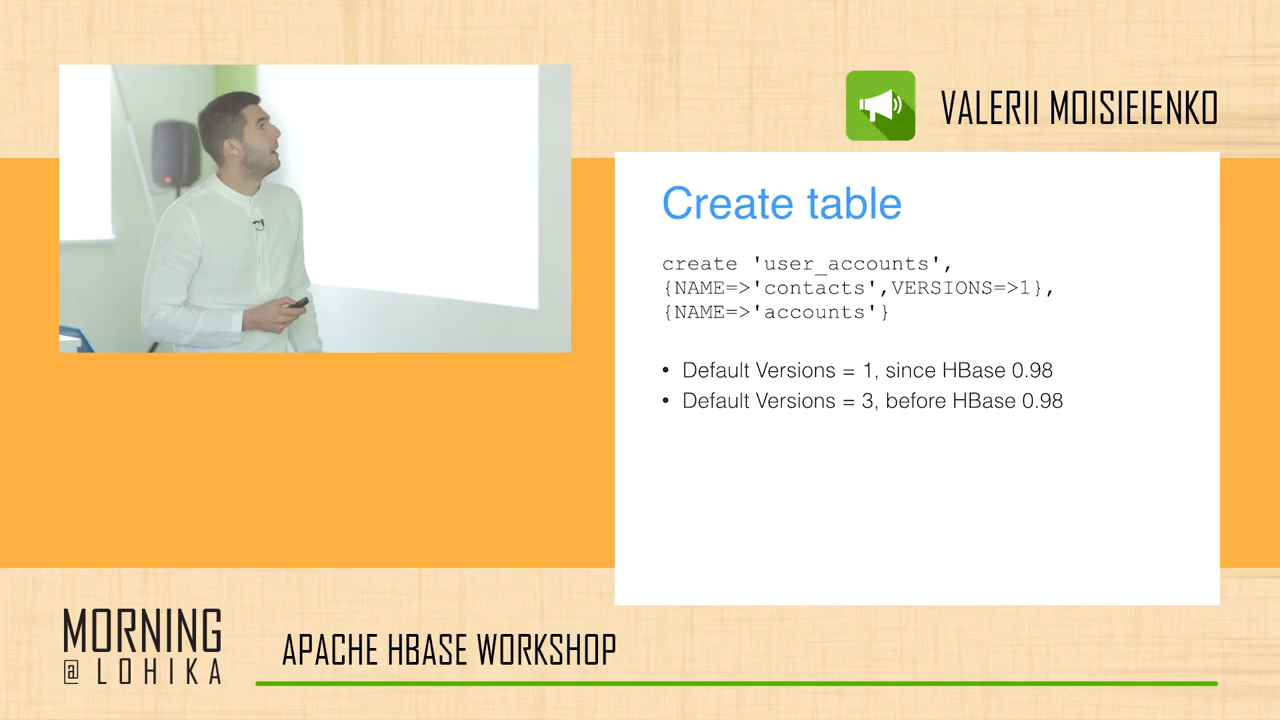 VALERII MOISIEIENKO
Create table
create 'user_accounts',
{NAME=>'contacts',VERSIONS=>1},
{NAME=>'accounts'}
• Default Versions = 1, since HBase 0.98
• Default Versions = 3, before HBase 0.98
MORNING
@ LOHIKA
APACHE HBASE WORKSHOP